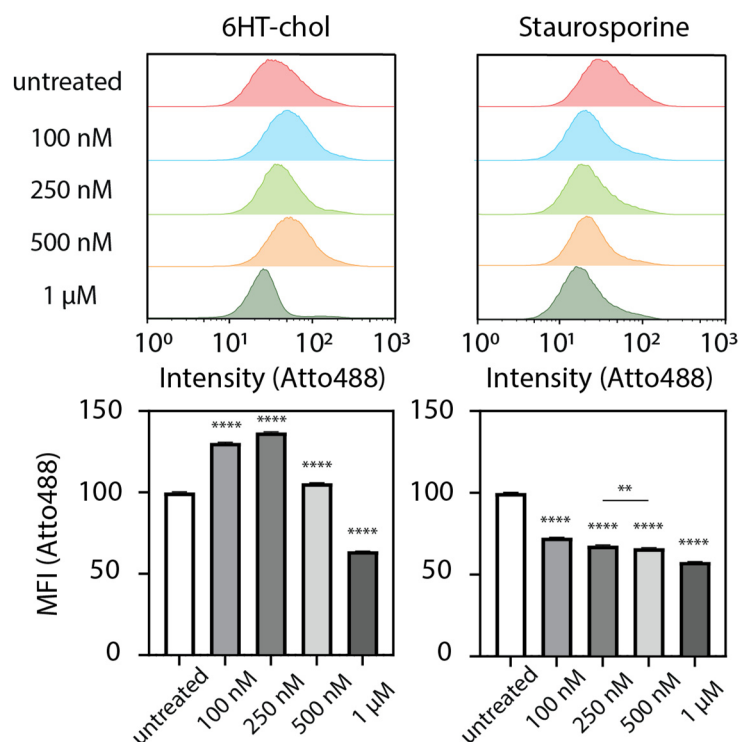 6HT-chol
Staurosporine
untreated
100 nM
250 nM
500 nM
1 µM
10⁰ 10¹ 10² 10³
10⁰ 10¹ 10² 10³
Intensity (Atto488)
Intensity (Atto488)
MFI (Atto488)
150
100
50
0
**** **** **** ****
untreated 100 nM 250 nM 500 nM 1 µM
150
100
50
0
**** **** ** **** ****
untreated 100 nM 250 nM 500 nM 1 µM